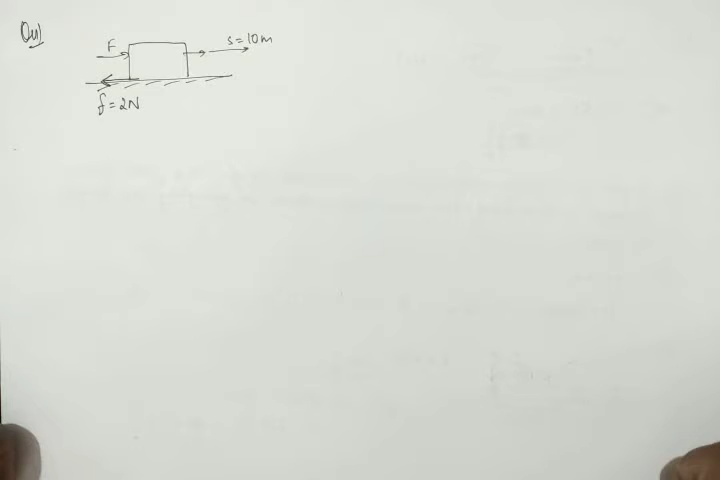 Qu)
F
s = 10m
f = 2N